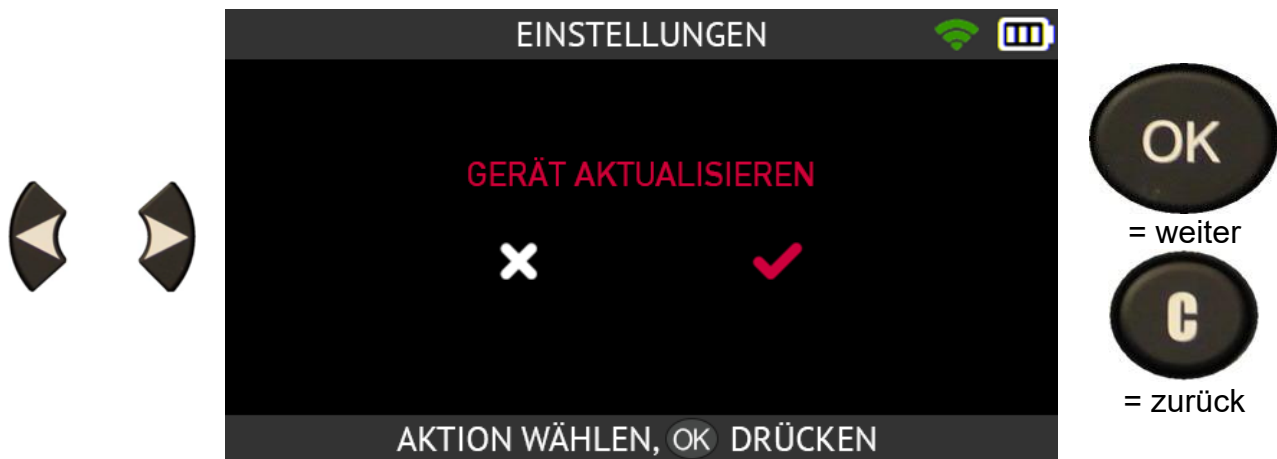 EINSTELLUNGEN
GERÄT AKTUALISIEREN
AKTION WÄHLEN, OK DRÜCKEN
OK
= weiter
C
= zurück